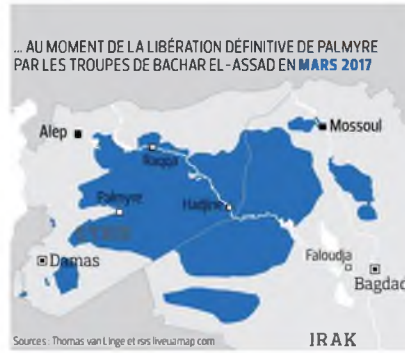 ... AU MOMENT DE LA LIBÉRATION DÉFINITIVE DE PALMYRE
PAR LES TROUPES DE BACHAR EL-ASSAD EN MARS 2017
Alep
Mossoul
Raqqa
Palmyre
Hadjine
SYRIE
Damas
Faloudja
Bagdad
Sources : Thomas van Linge et isis.liveuamap.com
IRAK